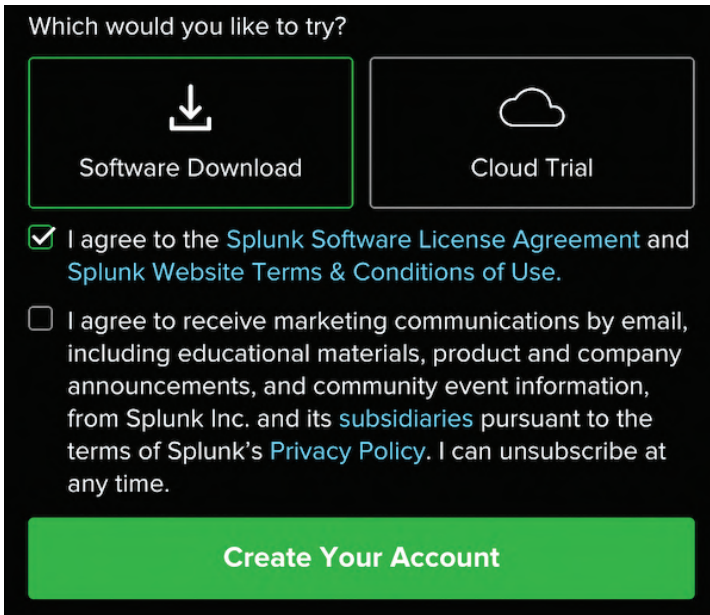 Which would you like to try?
Software Download
Cloud Trial
I agree to the Splunk Software License Agreement and
Splunk Website Terms & Conditions of Use.
I agree to receive marketing communications by email,
including educational materials, product and company
announcements, and community event information,
from Splunk Inc. and its subsidiaries pursuant to the
terms of Splunk’s Privacy Policy. I can unsubscribe at
any time.
Create Your Account